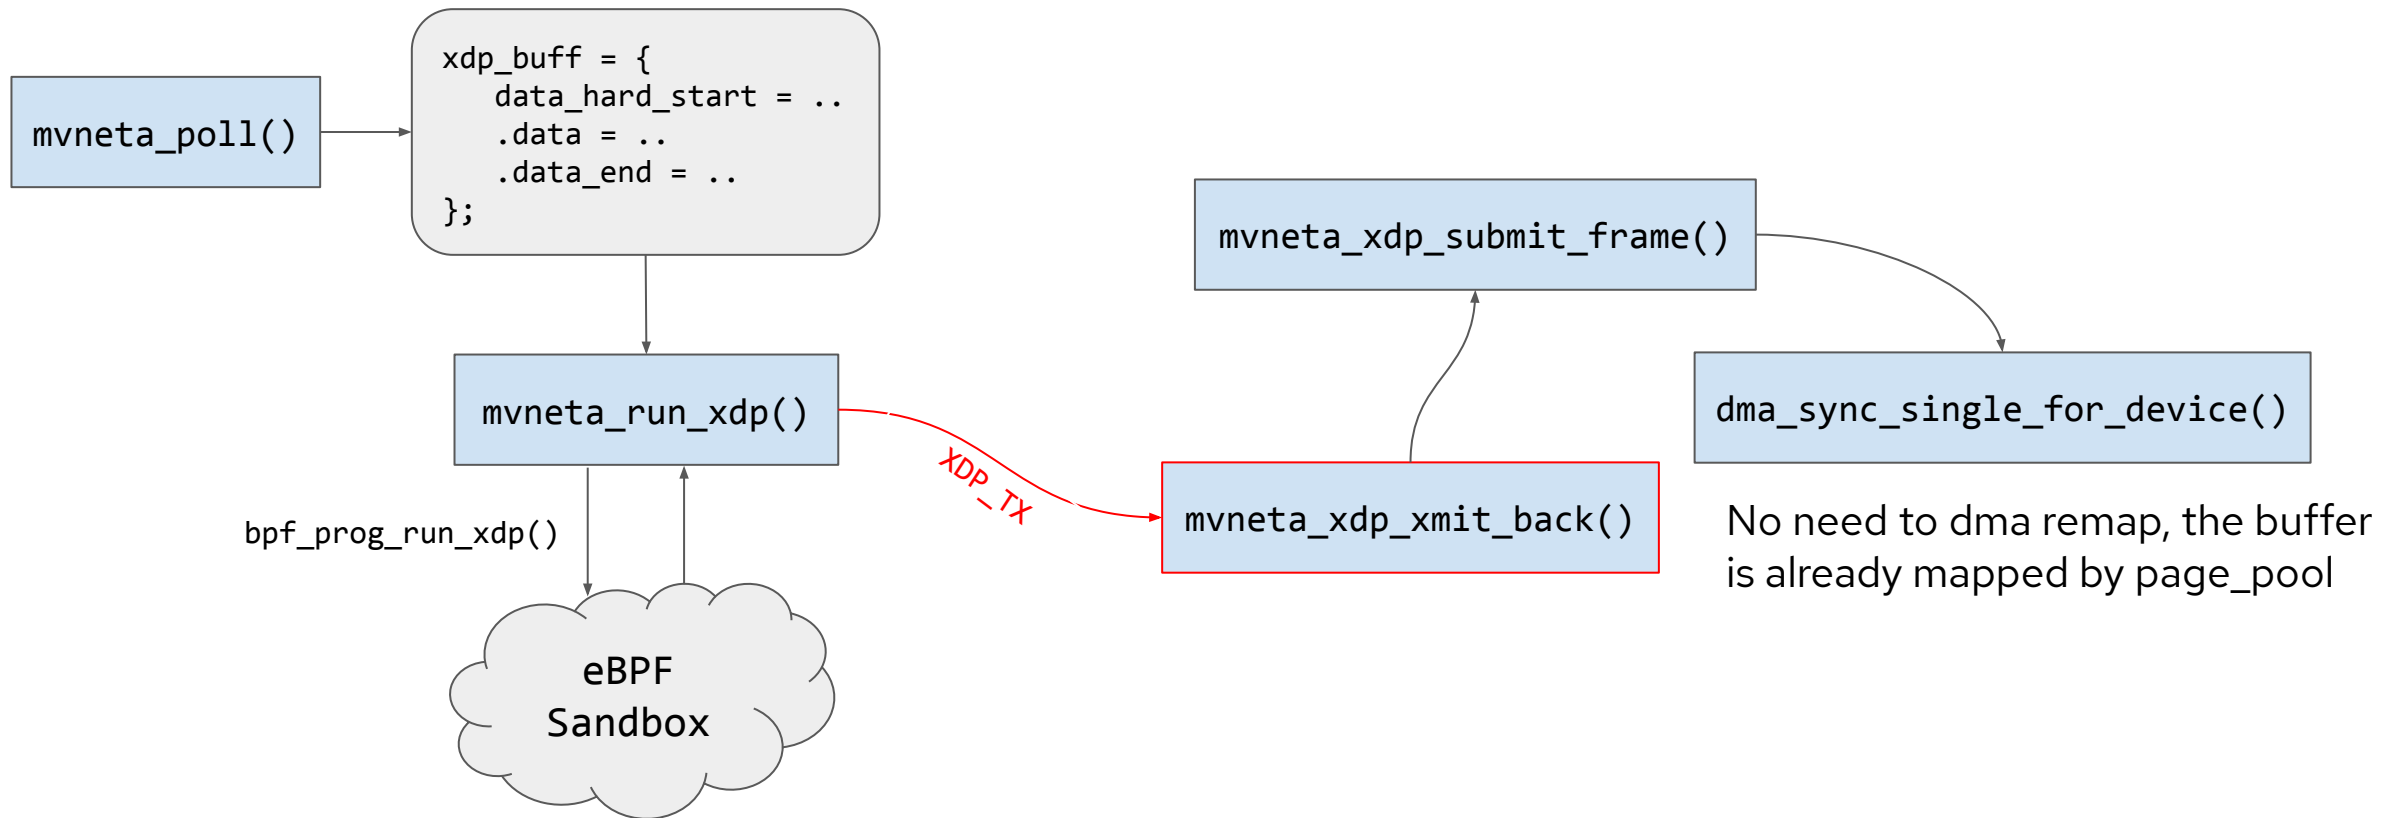 mvneta_poll()
xdp_buff = {
data_hard_start = ..
.data = ..
.data_end = ..
};
mvneta_run_xdp()
bpf_prog_run_xdp()
eBPF
Sandbox
XDP_TX
mvneta_xdp_xmit_back()
mvneta_xdp_submit_frame()
dma_sync_single_for_device()
No need to dma remap, the buffer
is already mapped by page_pool